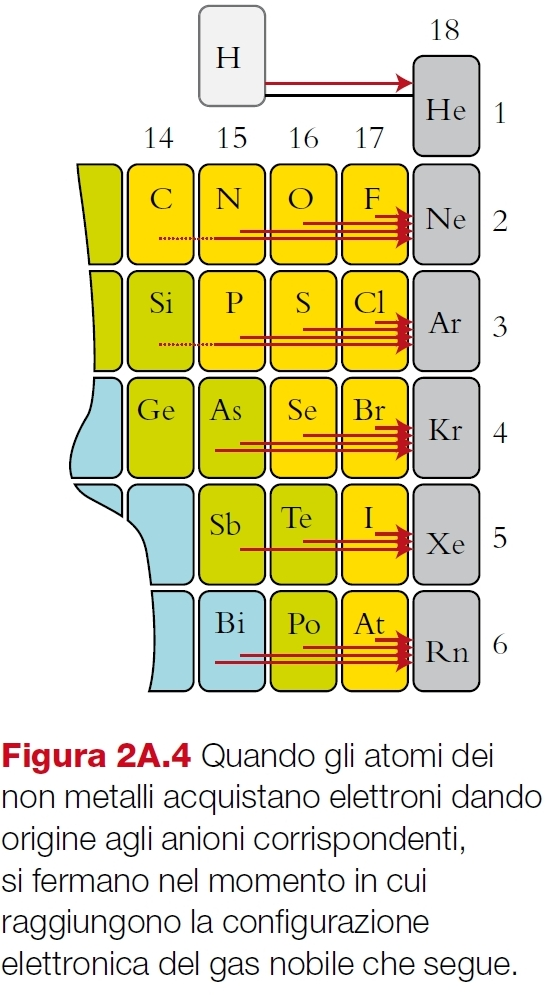 18
H
He 1
14 15 16 17
C N O F Ne 2
Si P S Cl Ar 3
Ge As Se Br Kr 4
Sb Te I Xe 5
Bi Po At Rn 6
Figura 2A.4 Quando gli atomi dei
non metalli acquistano elettroni dando
origine agli anioni corrispondenti,
si fermano nel momento in cui
raggiungono la configurazione
elettronica del gas nobile che segue.